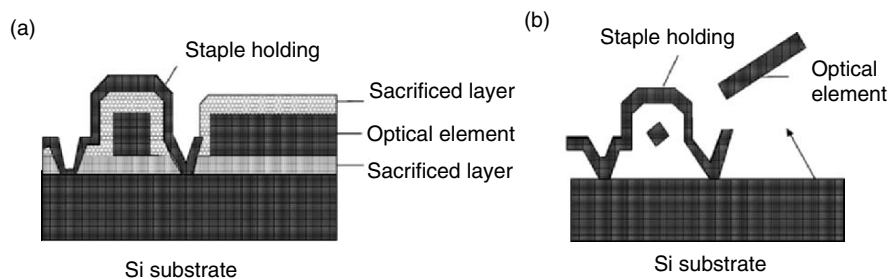 (a)
Staple holding
Sacrificed layer
Optical element
Sacrificed layer
Si substrate
(b)
Staple holding
Optical
element
Si substrate